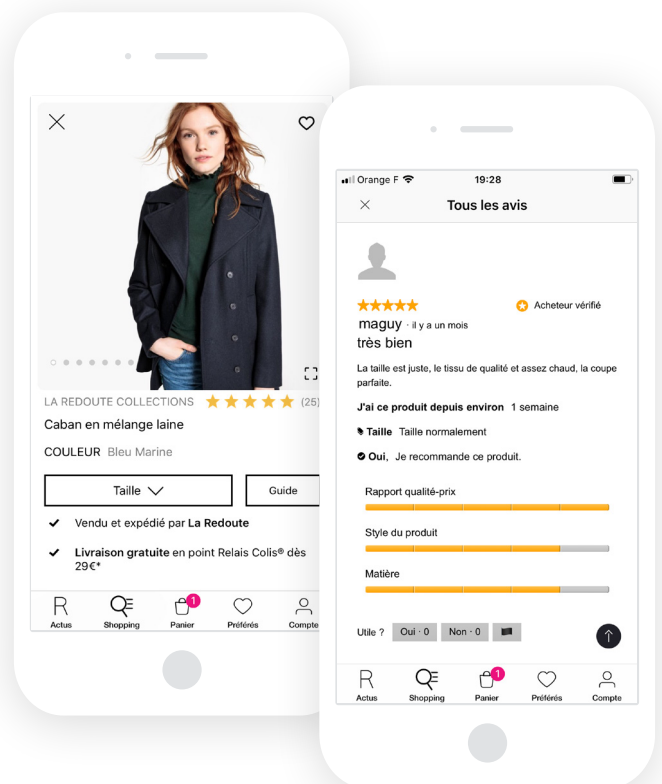 LA REDOUTE COLLECTIONS (25)
Caban en mélange laine
COULEUR Bleu Marine
Taille
Guide
Vendu et expédié par La Redoute
Livraison gratuite en point Relais Colis® dès
29€*
1
R
Actus Shopping Panier Préférés Compte
Orange F 19:28
Tous les avis
Acheteur vérifié
maguy · il y a un mois
très bien
La taille est juste, le tissu de qualité et assez chaud, la coupe
parfaite.
J'ai ce produit depuis environ 1 semaine
Taille Taille normalement
Oui, Je recommande ce produit.
Rapport qualité-prix
Style du produit
Matière
Utile ? Oui · 0 Non · 0
1
R
Actus Shopping Panier Préférés Compte